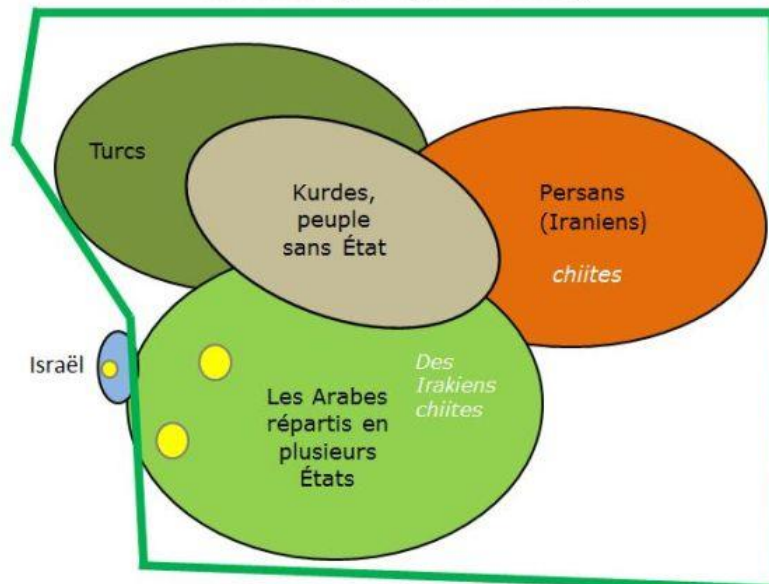 Turcs
Kurdes,
peuple
sans État
Persans
(Iraniens)
chiites
Israël
Des
Irakiens
chiites
Les Arabes
répartis en
plusieurs
États